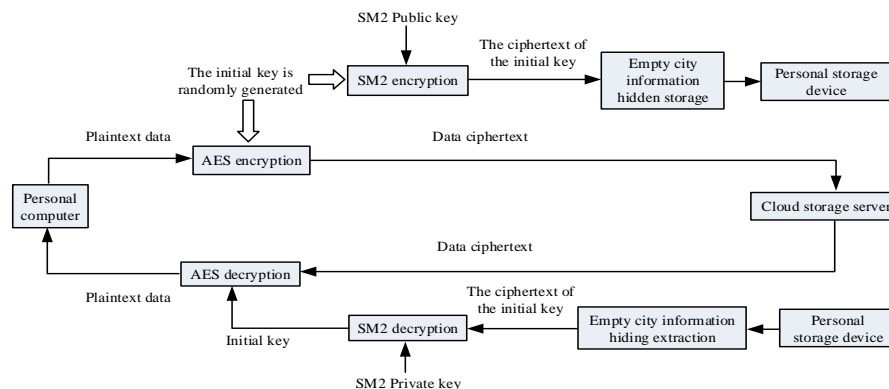 SM2 Public key
The ciphertext of
the initial key
The initial key is
randomly generated
SM2 encryption
Empty city
information
hidden storage
Personal storage
device
Plaintext data
AES encryption
Data ciphertext
Personal
computer
Cloud storage server
Data ciphertext
AES decryption
Plaintext data
The ciphertext of
the initial key
Initial key
SM2 decryption
Empty city information
hiding extraction
Personal
storage device
SM2 Private key